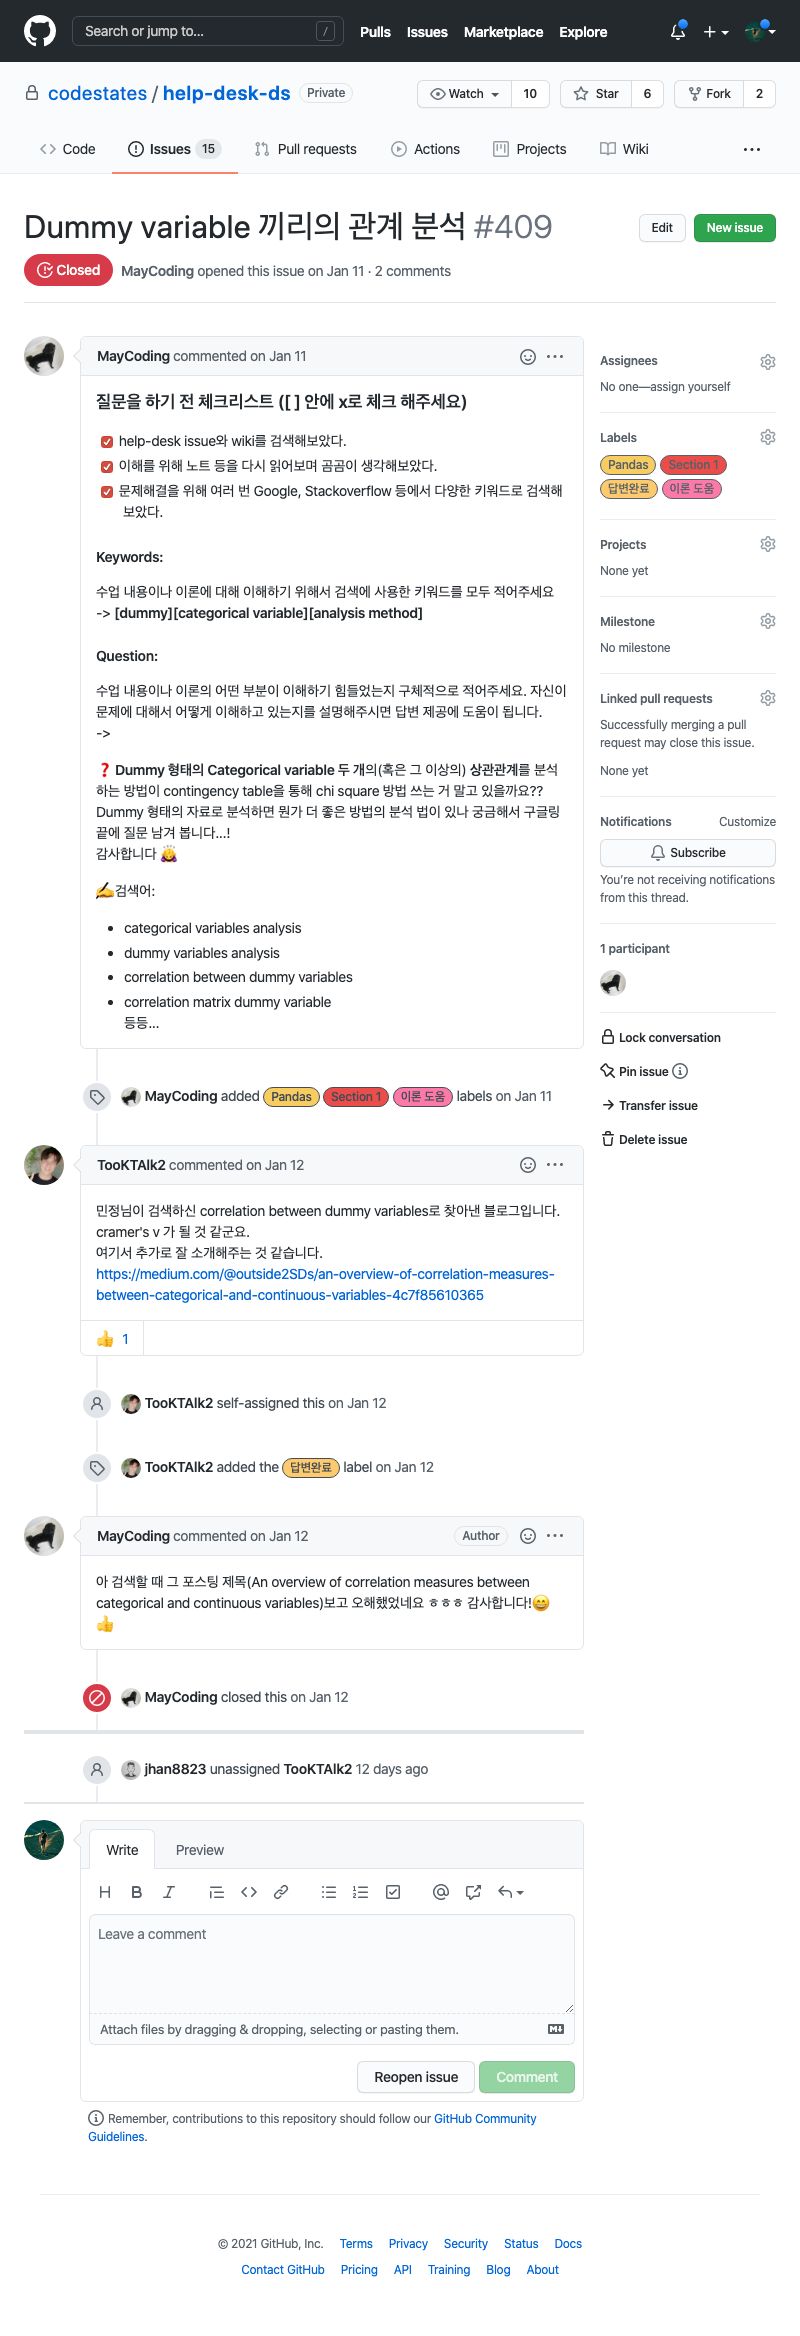 Search or jump to... /
Pulls Issues Marketplace Explore
codestates / help-desk-ds Private
Watch 10 Star 6 Fork 2
Code Issues 15 Pull requests Actions Projects Wiki
Dummy variable 끼리의 관계 분석 #409
Edit New issue
Closed MayCoding opened this issue on Jan 11 · 2 comments
MayCoding commented on Jan 11
질문을 하기 전 체크리스트 ([ ] 안에 x로 체크 해주세요)
help-desk issue와 wiki를 검색해보았다.
이해를 위해 노트 등을 다시 읽어보며 곰곰이 생각해보았다.
문제해결을 위해 여러 번 Google, Stackoverflow 등에서 다양한 키워드로 검색해
보았다.
Keywords:
수업 내용이나 이론에 대해 이해하기 위해서 검색에 사용한 키워드를 모두 적어주세요
-> [dummy][categorical variable][analysis method]
Question:
수업 내용이나 이론의 어떤 부분이 이해하기 힘들었는지 구체적으로 적어주세요. 자신이
문제에 대해서 어떻게 이해하고 있는지를 설명해주시면 답변 제공에 도움이 됩니다.
->
❓ Dummy 형태의 Categorical variable 두 개의(혹은 그 이상의) 상관관계를 분석
하는 방법이 contingency table을 통해 chi square 방법 쓰는 거 말고 있을까요??
Dummy 형태의 자료로 분석하면 뭔가 더 좋은 방법의 분석 법이 있나 궁금해서 구글링
끝에 질문 남겨 봅니다...!
감사합니다 🙇
✍검색어:
categorical variables analysis
dummy variables analysis
correlation between dummy variables
correlation matrix dummy variable
등등...
MayCoding added Pandas Section 1 이론 도움 labels on Jan 11
TooKTAlk2 commented on Jan 12
민정님이 검색하신 correlation between dummy variables로 찾아낸 블로그입니다.
cramer's v 가 될 것 같군요.
여기서 추가로 잘 소개해주는 것 같습니다.
https://medium.com/@outside2SDs/an-overview-of-correlation-measures-
between-categorical-and-continuous-variables-4c7f85610365
👍 1
TooKTAlk2 self-assigned this on Jan 12
TooKTAlk2 added the 답변완료 label on Jan 12
MayCoding commented on Jan 12 Author
아 검색할 때 그 포스팅 제목(An overview of correlation measures between
categorical and continuous variables)보고 오해했었네요 ㅎㅎㅎ 감사합니다!😄
👍
MayCoding closed this on Jan 12
jhan8823 unassigned TooKTAlk2 12 days ago
Write Preview
Leave a comment
Attach files by dragging & dropping, selecting or pasting them.
Reopen issue Comment
Remember, contributions to this repository should follow our GitHub Community
Guidelines.
Assignees
No one—assign yourself
Labels
Pandas Section 1
답변완료 이론 도움
Projects
None yet
Milestone
No milestone
Linked pull requests
Successfully merging a pull
request may close this issue.
None yet
Notifications Customize
Subscribe
You're not receiving notifications
from this thread.
1 participant
Lock conversation
Pin issue
Transfer issue
Delete issue
© 2021 GitHub, Inc. Terms Privacy Security Status Docs
Contact GitHub Pricing API Training Blog About